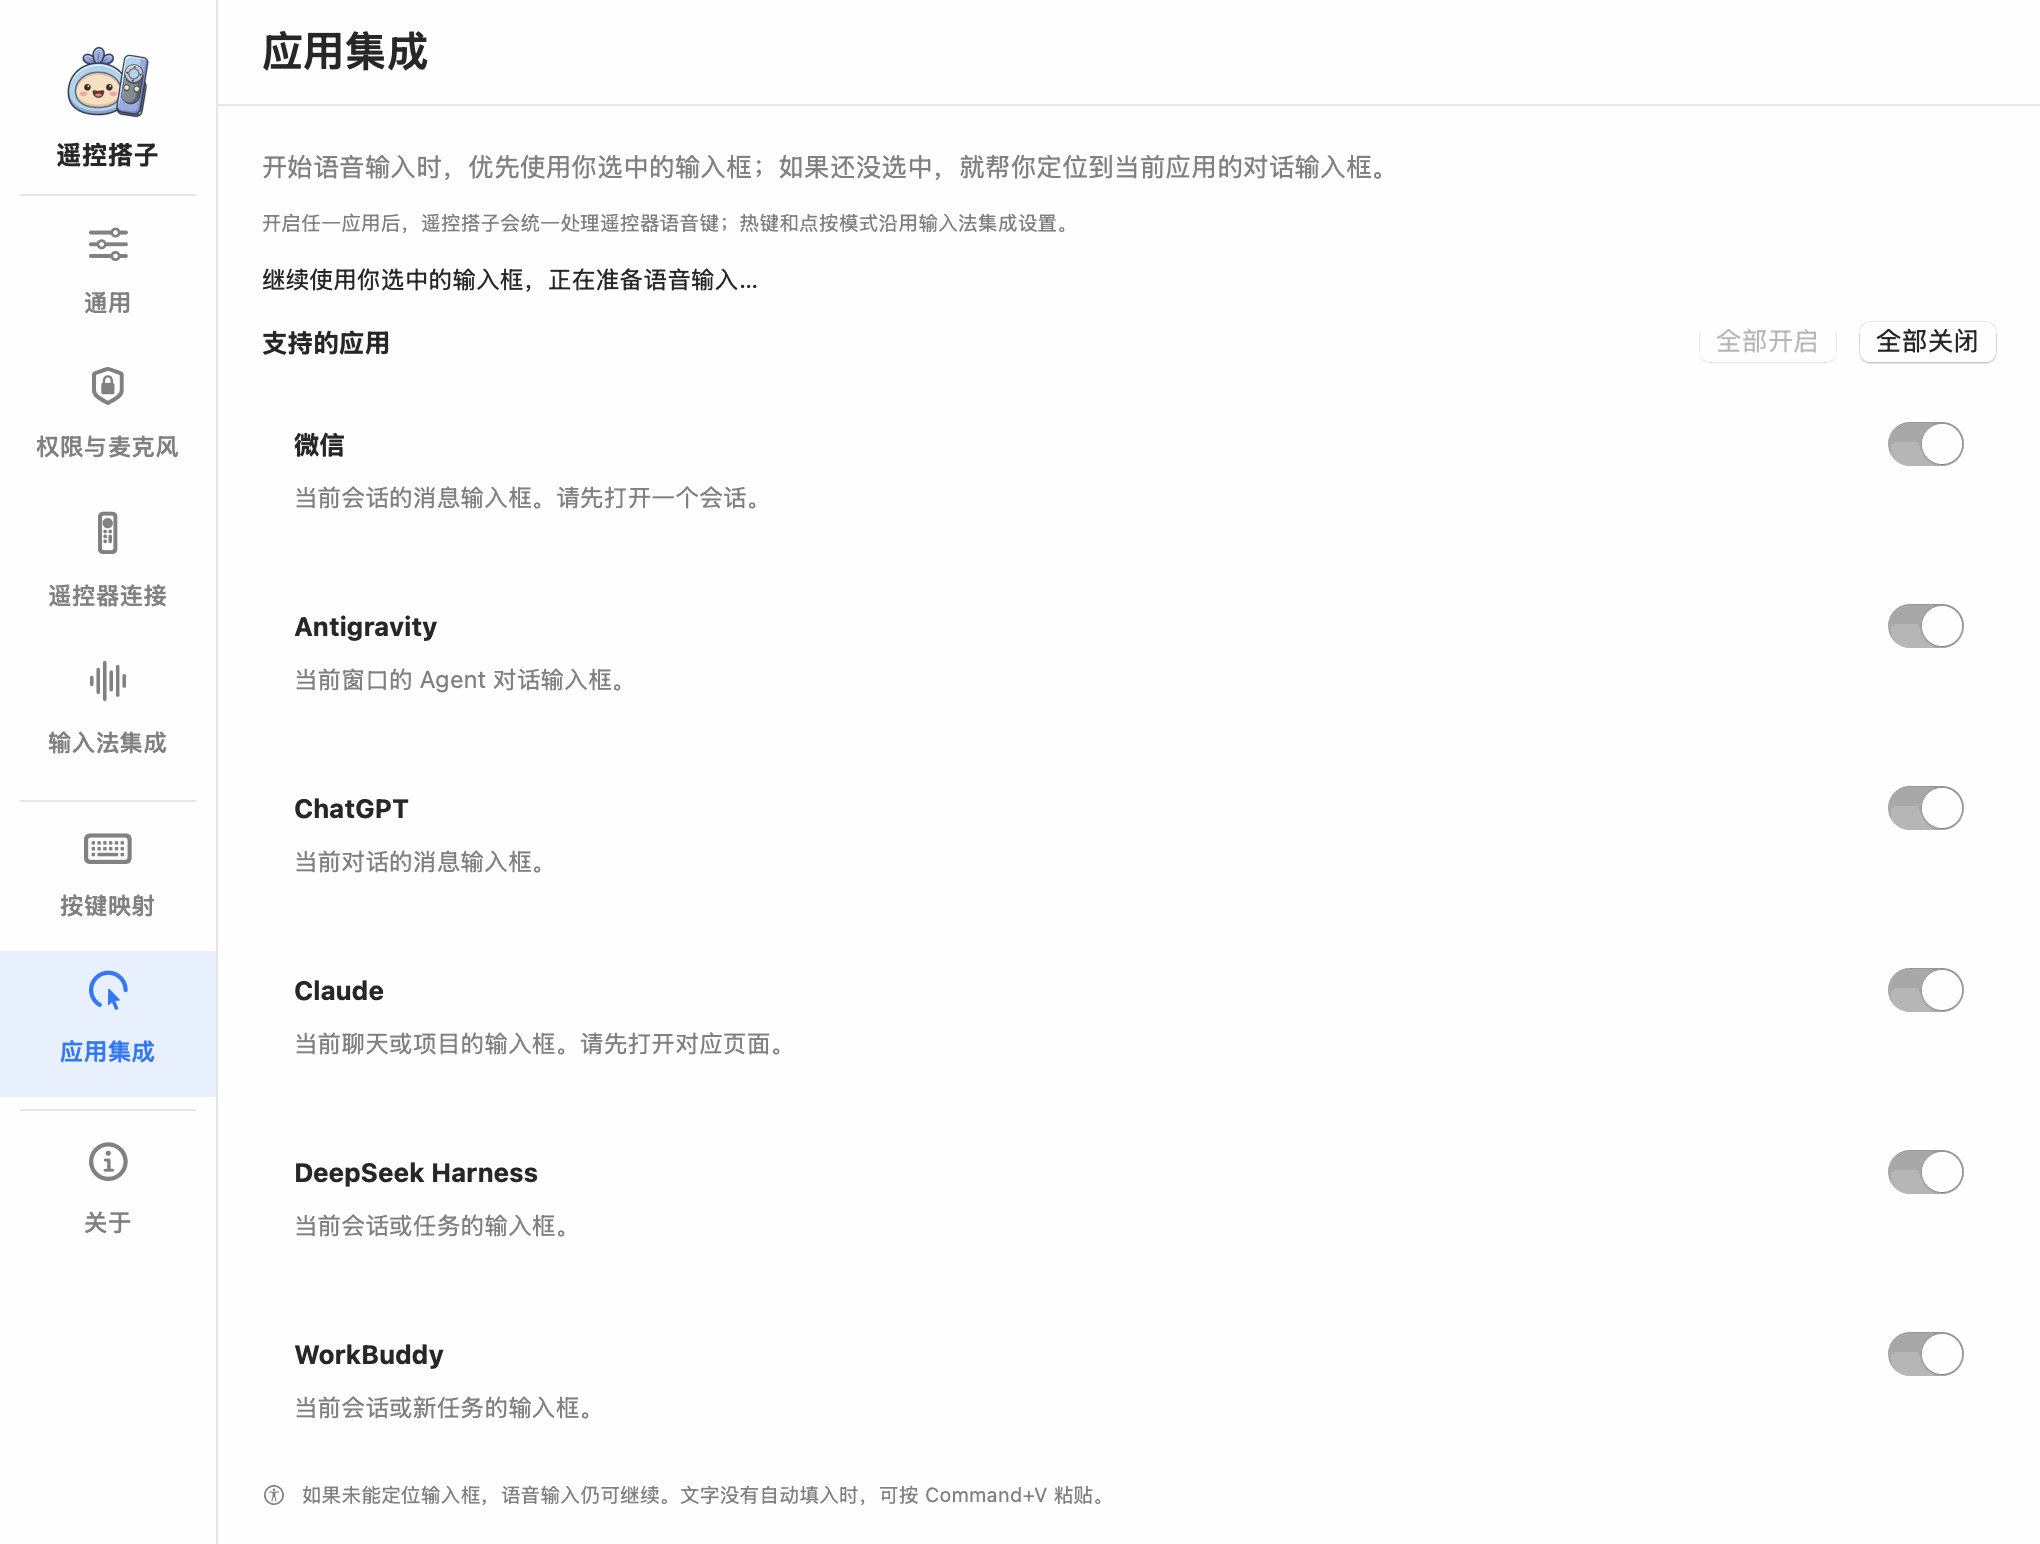 应用集成
遥控搭子
通用
权限与麦克风
遥控器连接
输入法集成
按键映射
应用集成
关于
开始语音输入时，优先使用你选中的输入框；如果还没选中，就帮你定位到当前应用的对话输入框。
开启任一应用后，遥控搭子会统一处理遥控器语音键；热键和点按模式沿用输入法集成设置。
继续使用你选中的输入框，正在准备语音输入...
支持的应用 全部开启 全部关闭
微信
当前会话的消息输入框。请先打开一个会话。
Antigravity
当前窗口的 Agent 对话输入框。
ChatGPT
当前对话的消息输入框。
Claude
当前聊天或项目的输入框。请先打开对应页面。
DeepSeek Harness
当前会话或任务的输入框。
WorkBuddy
当前会话或新任务的输入框。
如果未能定位输入框，语音输入仍可继续。文字没有自动填入时，可按 Command+V 粘贴。